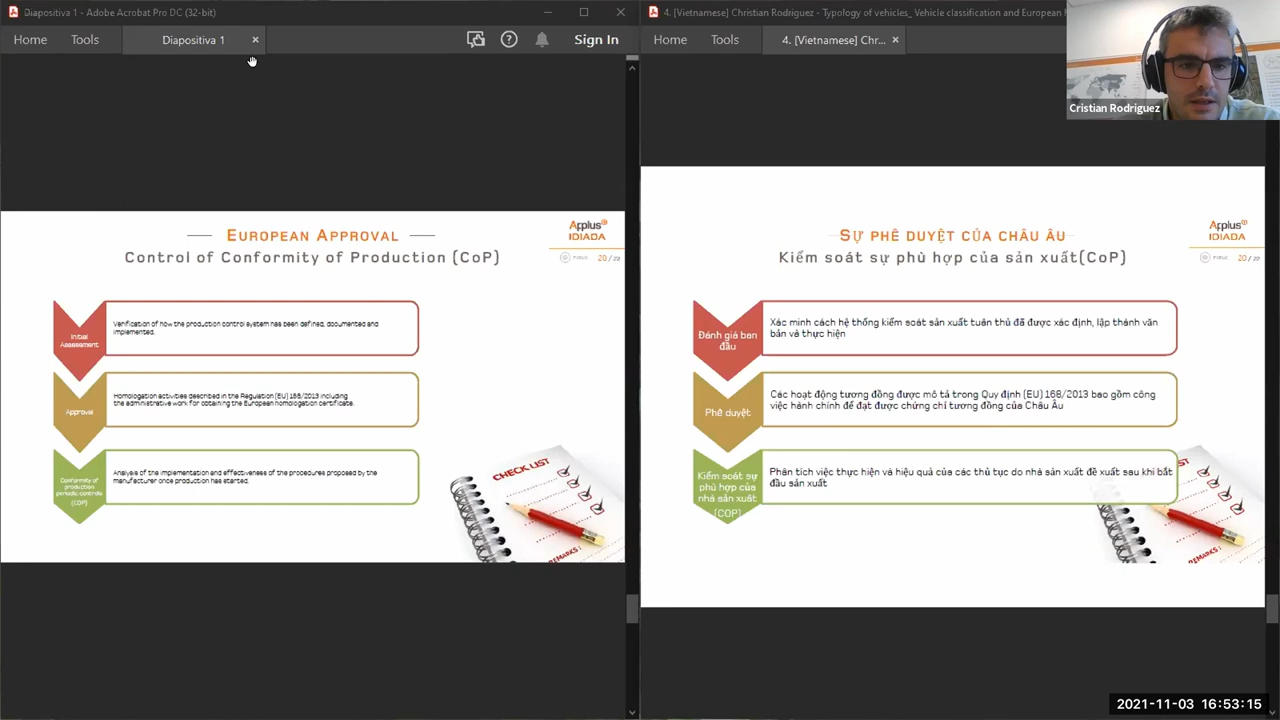 Diapositiva 1 - Adobe Acrobat Pro DC (32-bit)
Home
Tools
Diapositiva 1
Sign In
EUROPEAN APPROVAL
Control of Conformity of Production (CoP)
Applus
IDIADA
PUBLIC
20 / 22
Initial
Assessment
Verification of how the production control system has been defined, documented and
implemented.
Approval
Homologation activities described in the Regulation (EU) 168/2013 including
the administrative work for obtaining the European homologation certificate.
Conformity of
production
periodic controls
(COP)
Analysis of the implementation and effectiveness of the procedures proposed by the
manufacturer once production has started.
CHECK LIST
REMARKS:
4. [Vietnamese] Christian Rodriguez - Typology of vehicles_ Vehicle classification and European
Home
Tools
4. [Vietnamese] Chr...
Cristian Rodriguez
SỰ PHÊ DUYỆT CỦA CHÂU ÂU
Kiểm soát sự phù hợp của sản xuất(CoP)
Applus
IDIADA
PUBLIC
20 / 22
Đánh giá ban
đầu
Xác minh cách hệ thống kiểm soát sản xuất tuân thủ đã được xác định, lập thành văn
bản và thực hiện
Phê duyệt
Các hoạt động tương đồng được mô tả trong Quy định (EU) 168/2013 bao gồm công
việc hành chính để đạt được chứng chỉ tương đồng của Châu Âu
Kiểm soát sự
phù hợp của
nhà sản xuất
(COP)
Phân tích việc thực hiện và hiệu quả của các thủ tục do nhà sản xuất đề xuất sau khi bắt
đầu sản xuất
REMARKS:
2021-11-03 16:53:15